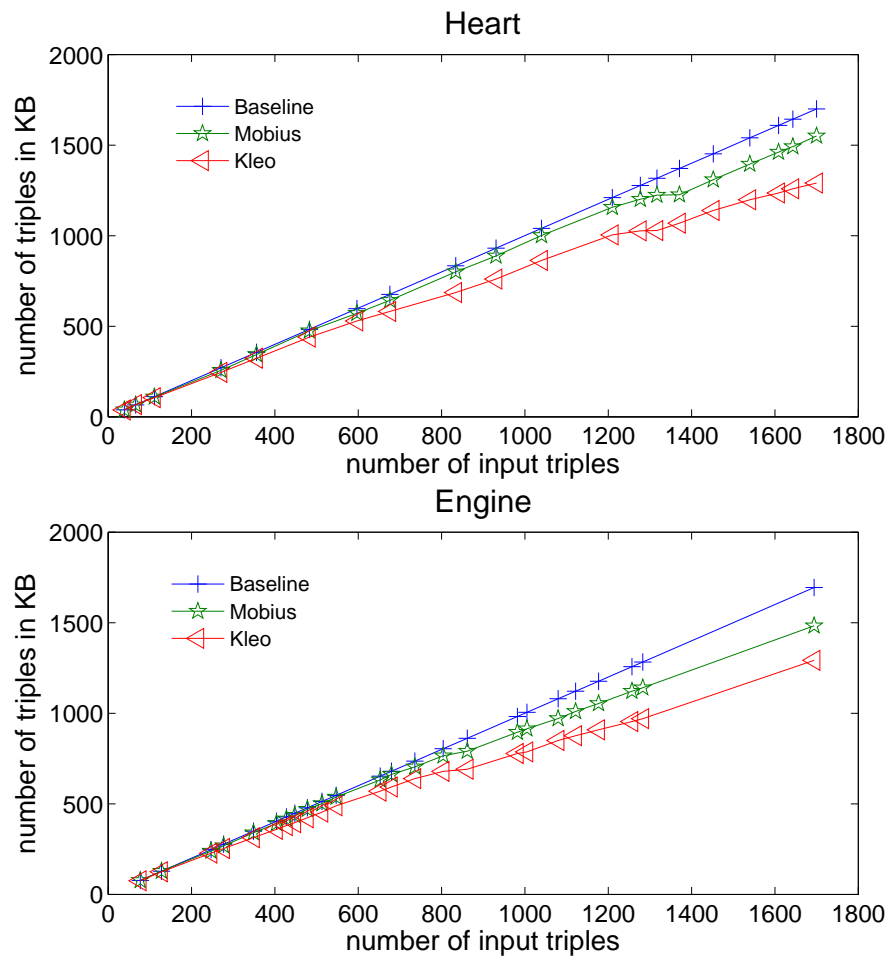 Heart
2000
1500
1000
500
0
number of triples in KB
Baseline
Mobius
Kleo
0 200 400 600 800 1000 1200 1400 1600 1800
number of input triples
Engine
2000
1500
1000
500
0
number of triples in KB
Baseline
Mobius
Kleo
0 200 400 600 800 1000 1200 1400 1600 1800
number of input triples